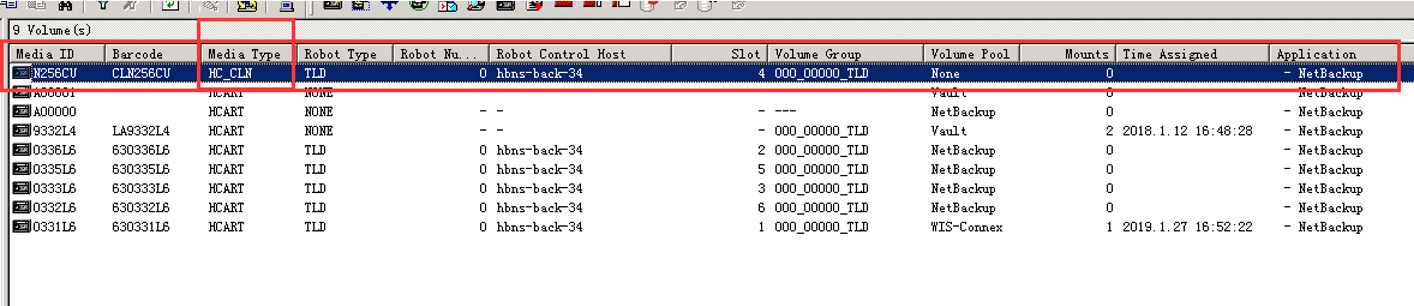 9 Volume(s)
Media ID Barcode Media Type Robot Type Robot Nu... Robot Control Host Slot Volume Group Volume Pool Mounts Time Assigned Application
N256CU CLN256CU HC_CLN TLD 0 hbns-back-34 4 000_00000_TLD None 0 - NetBackup
A00001 HCART NONE Vault 0 - NetBackup
A00000 HCART NONE - - - --- NetBackup 0 - NetBackup
9332L4 LA9332L4 HCART NONE - - - 000_00000_TLD Vault 2 2018.1.12 16:48:28 - NetBackup
0336L6 630336L6 HCART TLD 0 hbns-back-34 2 000_00000_TLD NetBackup 0 - NetBackup
0335L6 630335L6 HCART TLD 0 hbns-back-34 5 000_00000_TLD NetBackup 0 - NetBackup
0333L6 630333L6 HCART TLD 0 hbns-back-34 3 000_00000_TLD NetBackup 0 - NetBackup
0332L6 630332L6 HCART TLD 0 hbns-back-34 6 000_00000_TLD NetBackup 0 - NetBackup
0331L6 630331L6 HCART TLD 0 hbns-back-34 1 000_00000_TLD WIS-Connex 1 2019.1.27 16:52:22 - NetBackup